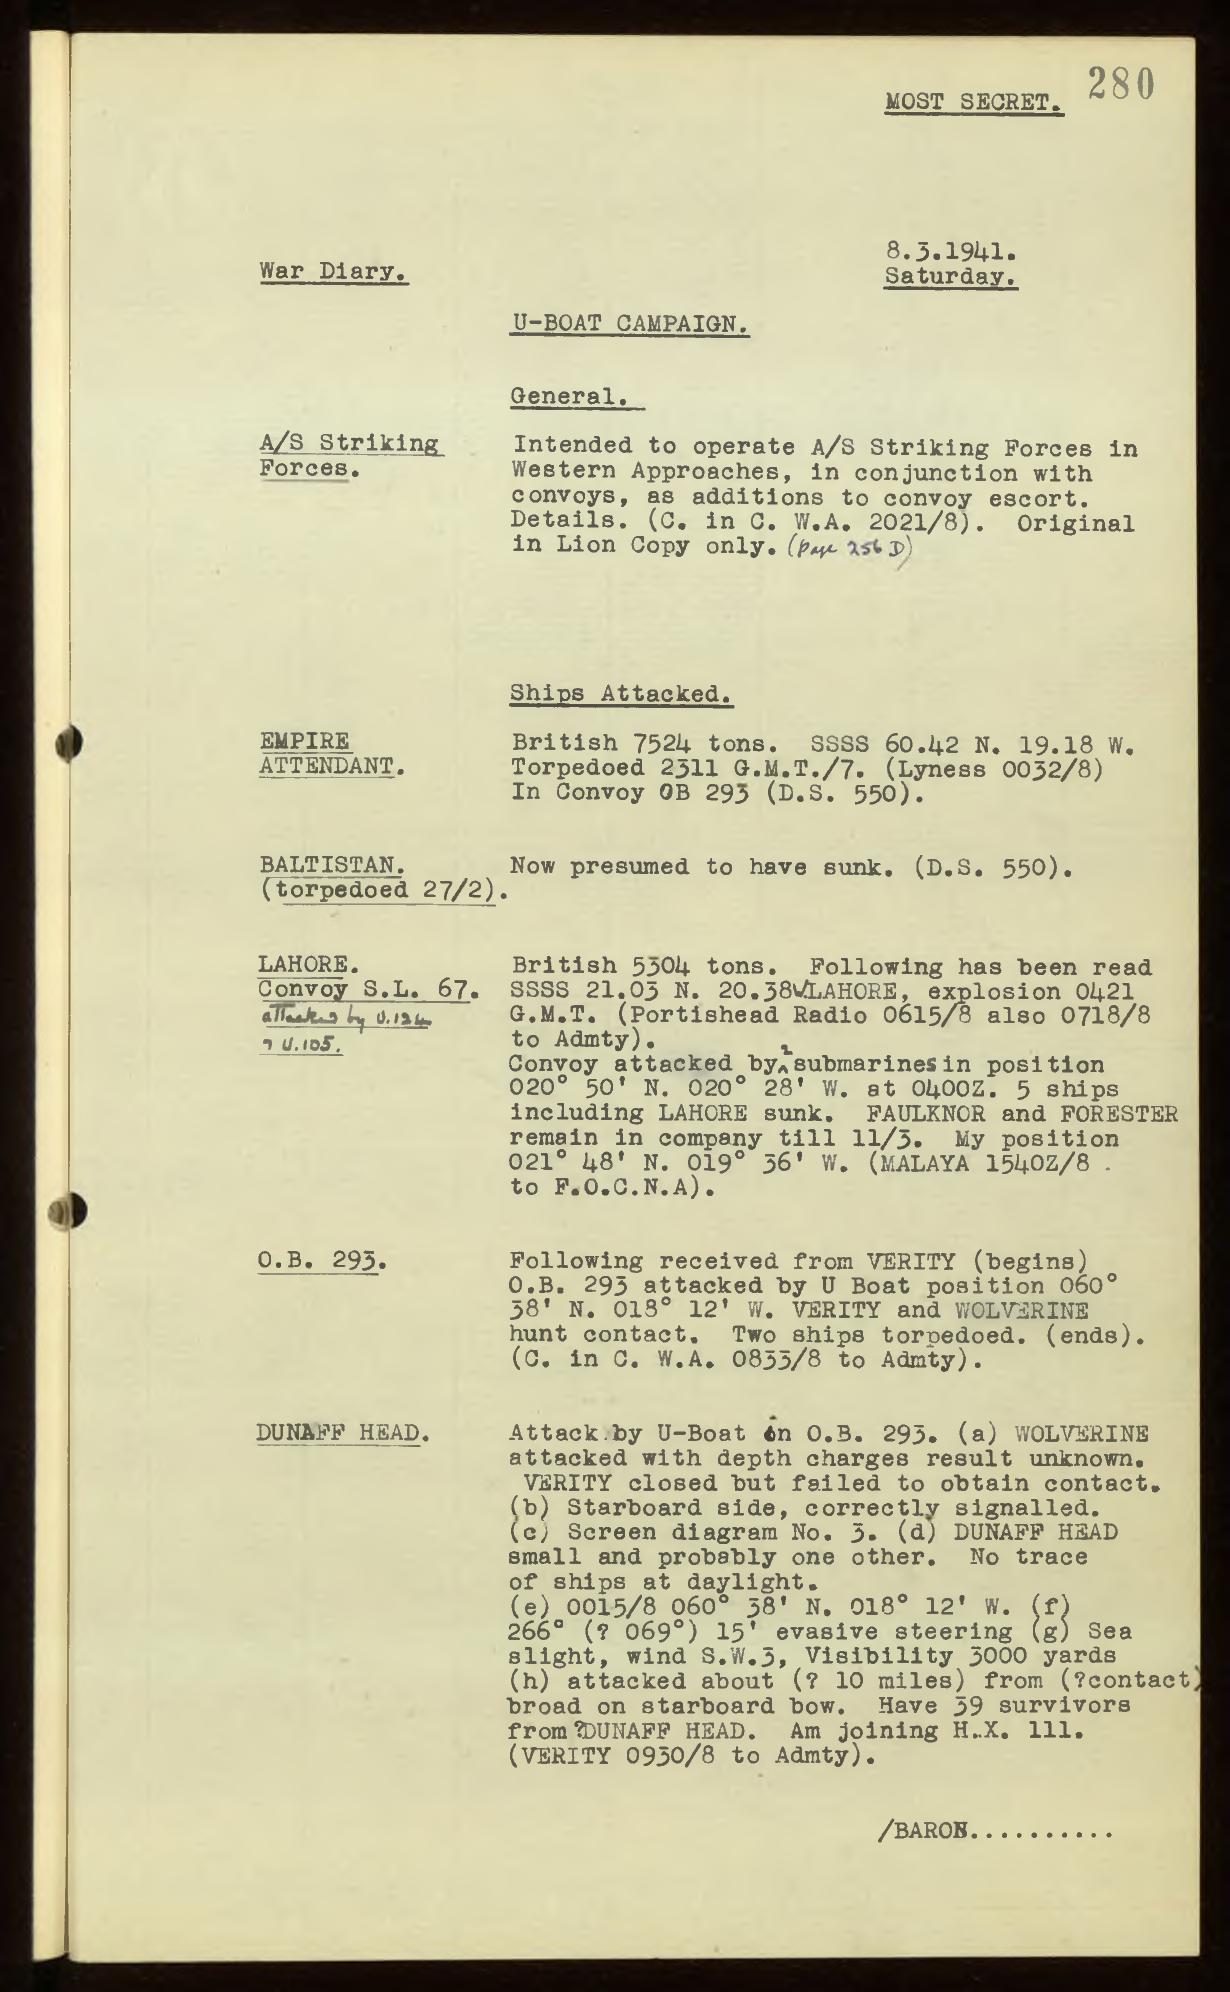 280
MOST SECRET.
8.3.1941.
War Diary.
Saturday.
U-BOAT CAMPAIGN.
General.
A/S Striking
Forces.
Intended to operate A/S Striking Forces in
Western Approaches, in conjunction with
convoys, as additions to convoy escort.
Details. (C. in C. W.A. 2021/8). Original
in Lion Copy only. (page 256 D)
Ships Attacked.
EMPIRE
ATTENDANT.
British 7524 tons. SSSS 60.42 N. 19.18 W.
Torpedoed 2311 G.M.T./7. (Lyness 0032/8)
In Convoy OB 293 (D.S. 550).
BALTISTAN.
(torpedoed 27/2).
Now presumed to have sunk. (D.S. 550).
LAHORE.
Convoy S.L. 67.
attacked by U.124
? U.105.
British 5304 tons. Following has been read
SSSS 21.03 N. 20.38W LAHORE, explosion 0421
G.M.T. (Portishead Radio 0615/8 also 0718/8
to Admty).
Convoy attacked by 2 submarines in position
020° 50' N. 020° 28' W. at 0400Z. 5 ships
including LAHORE sunk. FAULKNOR and FORESTER
remain in company till 11/3. My position
021° 48' N. 019° 36' W. (MALAYA 1540Z/8
to F.O.C.N.A).
O.B. 293.
Following received from VERITY (begins)
O.B. 293 attacked by U Boat position 060°
38' N. 018° 12' W. VERITY and WOLVERINE
hunt contact. Two ships torpedoed. (ends).
(C. in C. W.A. 0833/8 to Admty).
DUNAFF HEAD.
Attack by U-Boat on O.B. 293. (a) WOLVERINE
attacked with depth charges result unknown.
VERITY closed but failed to obtain contact.
(b) Starboard side, correctly signalled.
(c) Screen diagram No. 3. (d) DUNAFF HEAD
small and probably one other. No trace
of ships at daylight.
(e) 0015/8 060° 38' N. 018° 12' W. (f)
266° (? 069°) 15' evasive steering (g) Sea
slight, wind S.W.3, Visibility 3000 yards
(h) attacked about (? 10 miles) from (?contact)
broad on starboard bow. Have 39 survivors
from ?DUNAFF HEAD. Am joining H.X. 111.
(VERITY 0930/8 to Admty).
/BARON..........